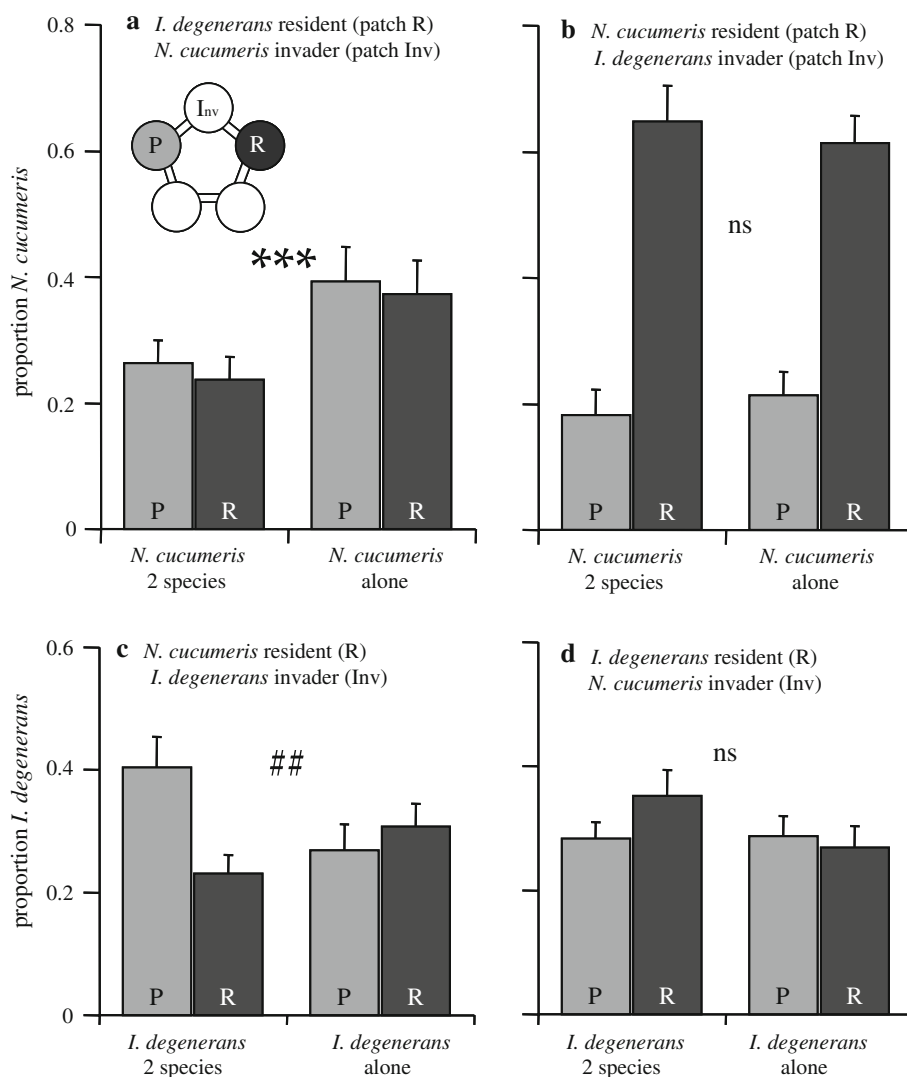 0.8
0.6
0.4
0.2
0
proportion N. cucumeris
a I. degenerans resident (patch R)
N. cucumeris invader (patch Inv)
Inv
P
R
***
P R P R
N. cucumeris
2 species
N. cucumeris
alone
b N. cucumeris resident (patch R)
I. degenerans invader (patch Inv)
ns
P R P R
N. cucumeris
2 species
N. cucumeris
alone
0.6
0.4
0.2
0
proportion I. degenerans
c N. cucumeris resident (R)
I. degenerans invader (Inv)
##
P R P R
I. degenerans
2 species
I. degenerans
alone
d I. degenerans resident (R)
N. cucumeris invader (Inv)
ns
P R P R
I. degenerans
2 species
I. degenerans
alone